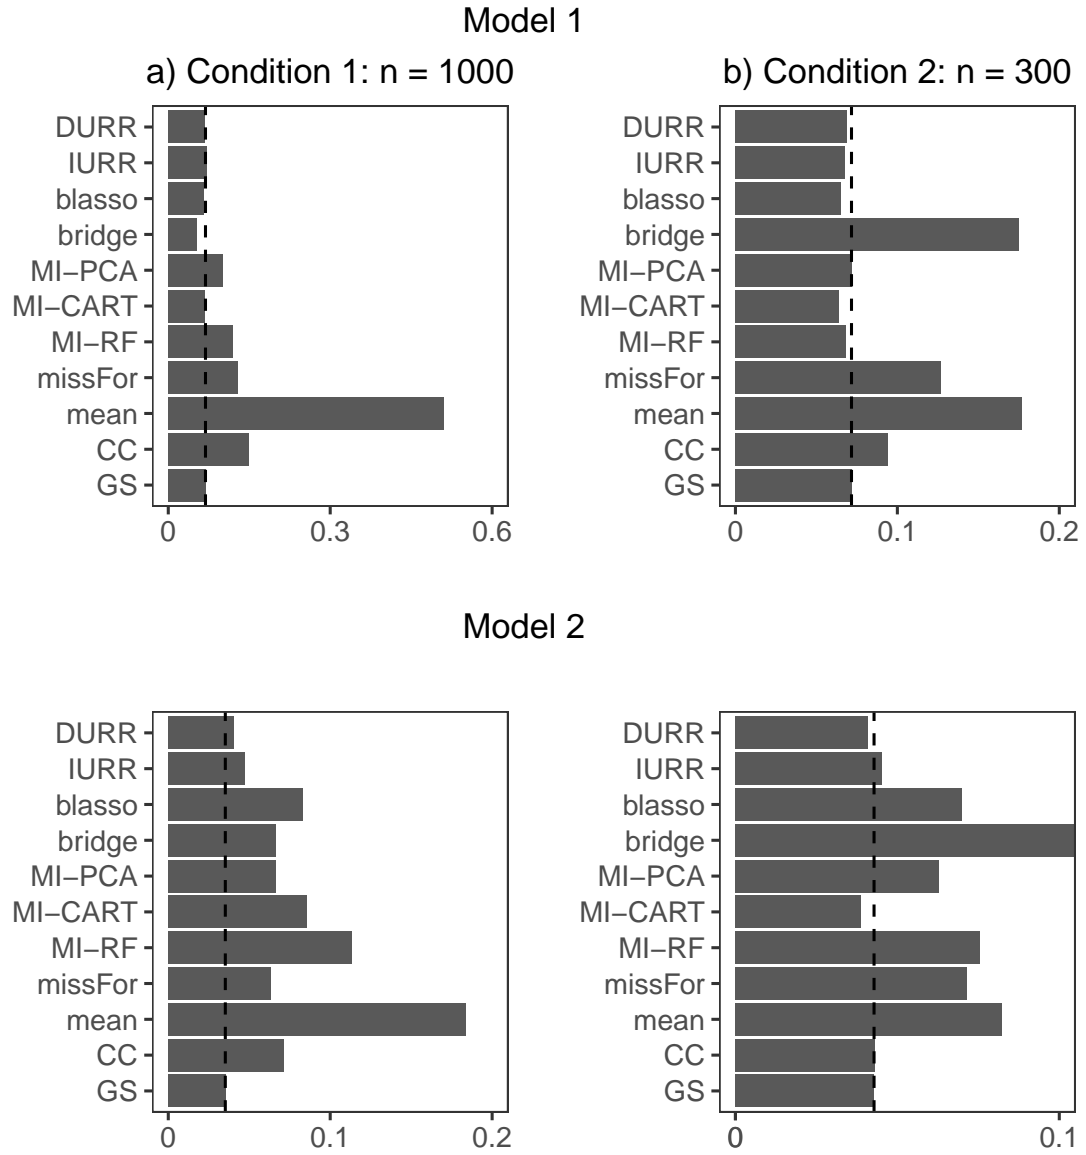 Model 1
a) Condition 1: n = 1000
b) Condition 2: n = 300
DURR
IURR
blasso
bridge
MI−PCA
MI−CART
MI−RF
missFor
mean
CC
GS
0
0.3
0.6
DURR
IURR
blasso
bridge
MI−PCA
MI−CART
MI−RF
missFor
mean
CC
GS
0
0.1
0.2
Model 2
DURR
IURR
blasso
bridge
MI−PCA
MI−CART
MI−RF
missFor
mean
CC
GS
0
0.1
0.2
DURR
IURR
blasso
bridge
MI−PCA
MI−CART
MI−RF
missFor
mean
CC
GS
0
0.1